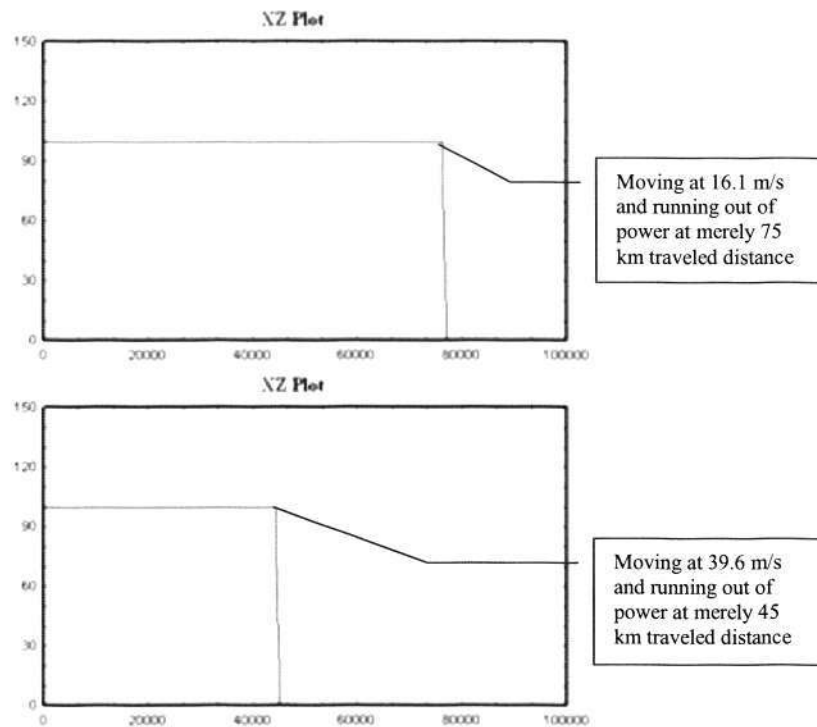 XZ Plot
150
120
90
60
30
0
0 20000 40000 60000 80000 100000
Moving at 16.1 m/s
and running out of
power at merely 75
km traveled distance
XZ Plot
150
120
90
60
30
0
0 20000 40000 60000 80000 100000
Moving at 39.6 m/s
and running out of
power at merely 45
km traveled distance